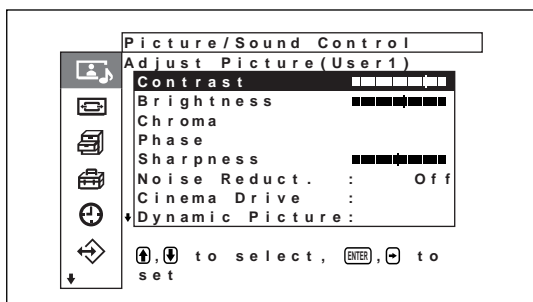 Picture/Sound Control
Adjust Picture(User1)
Contrast
Brightness
Chroma
Phase
Sharpness
Noise Reduct. : Off
Cinema Drive :
Dynamic Picture:
, to select, ENTER, to
set